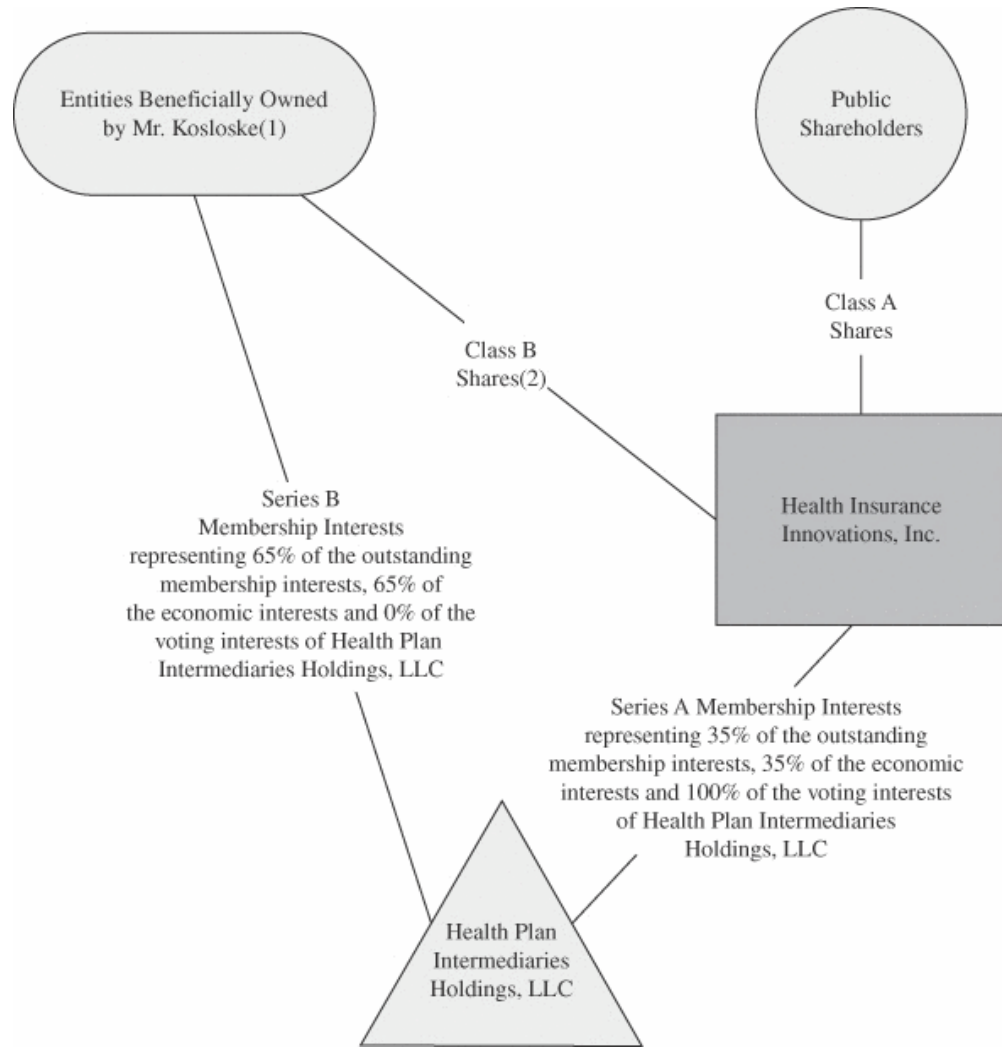 Entities Beneficially Owned
by Mr. Kosloske(1)
Public
Shareholders
Class A
Shares
Class B
Shares(2)
Series B
Membership Interests
representing 65% of the outstanding
membership interests, 65% of
the economic interests and 0% of the
voting interests of Health Plan
Intermediaries Holdings, LLC
Health Insurance
Innovations, Inc.
Series A Membership Interests
representing 35% of the outstanding
membership interests, 35% of the economic
interests and 100% of the voting interests
of Health Plan Intermediaries
Holdings, LLC
Health Plan
Intermediaries
Holdings, LLC